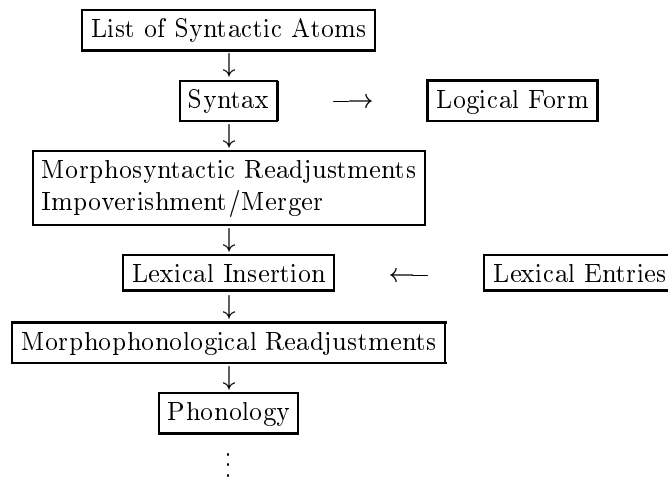 List of Syntactic Atoms
Syntax
Logical Form
Morphosyntactic Readjustments
Impoverishment/Merger
Lexical Insertion
Lexical Entries
Morphophonological Readjustments
Phonology